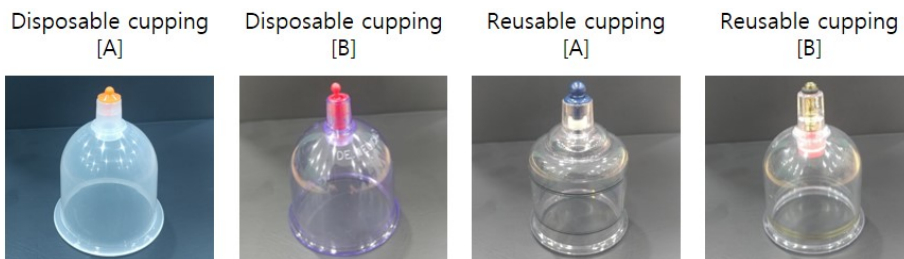 Disposable cupping
[A]
Disposable cupping
[B]
Reusable cupping
[A]
Reusable cupping
[B]